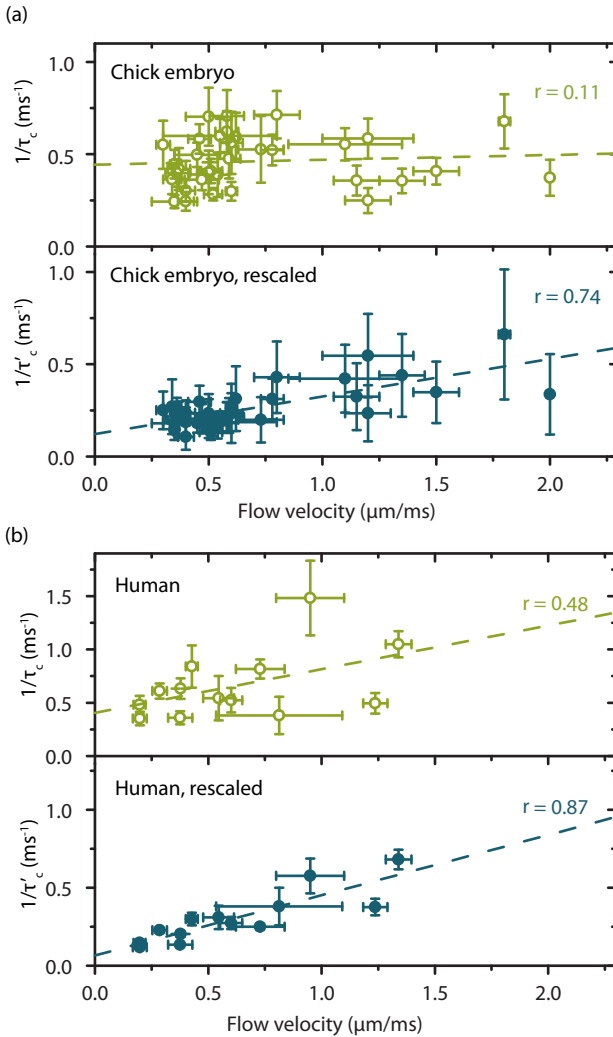 (a)
Chick embryo
r = 0.11
1/τc (ms-1)
1.0
0.5
0.0
Chick embryo, rescaled
r = 0.74
1/τ'c (ms-1)
1.0
0.5
0.0
0.0 0.5 1.0 1.5 2.0
Flow velocity (μm/ms)
(b)
Human
r = 0.48
1/τc (ms-1)
1.5
1.0
0.5
0.0
Human, rescaled
r = 0.87
1/τ'c (ms-1)
1.0
0.5
0.0
0.0 0.5 1.0 1.5 2.0
Flow velocity (μm/ms)